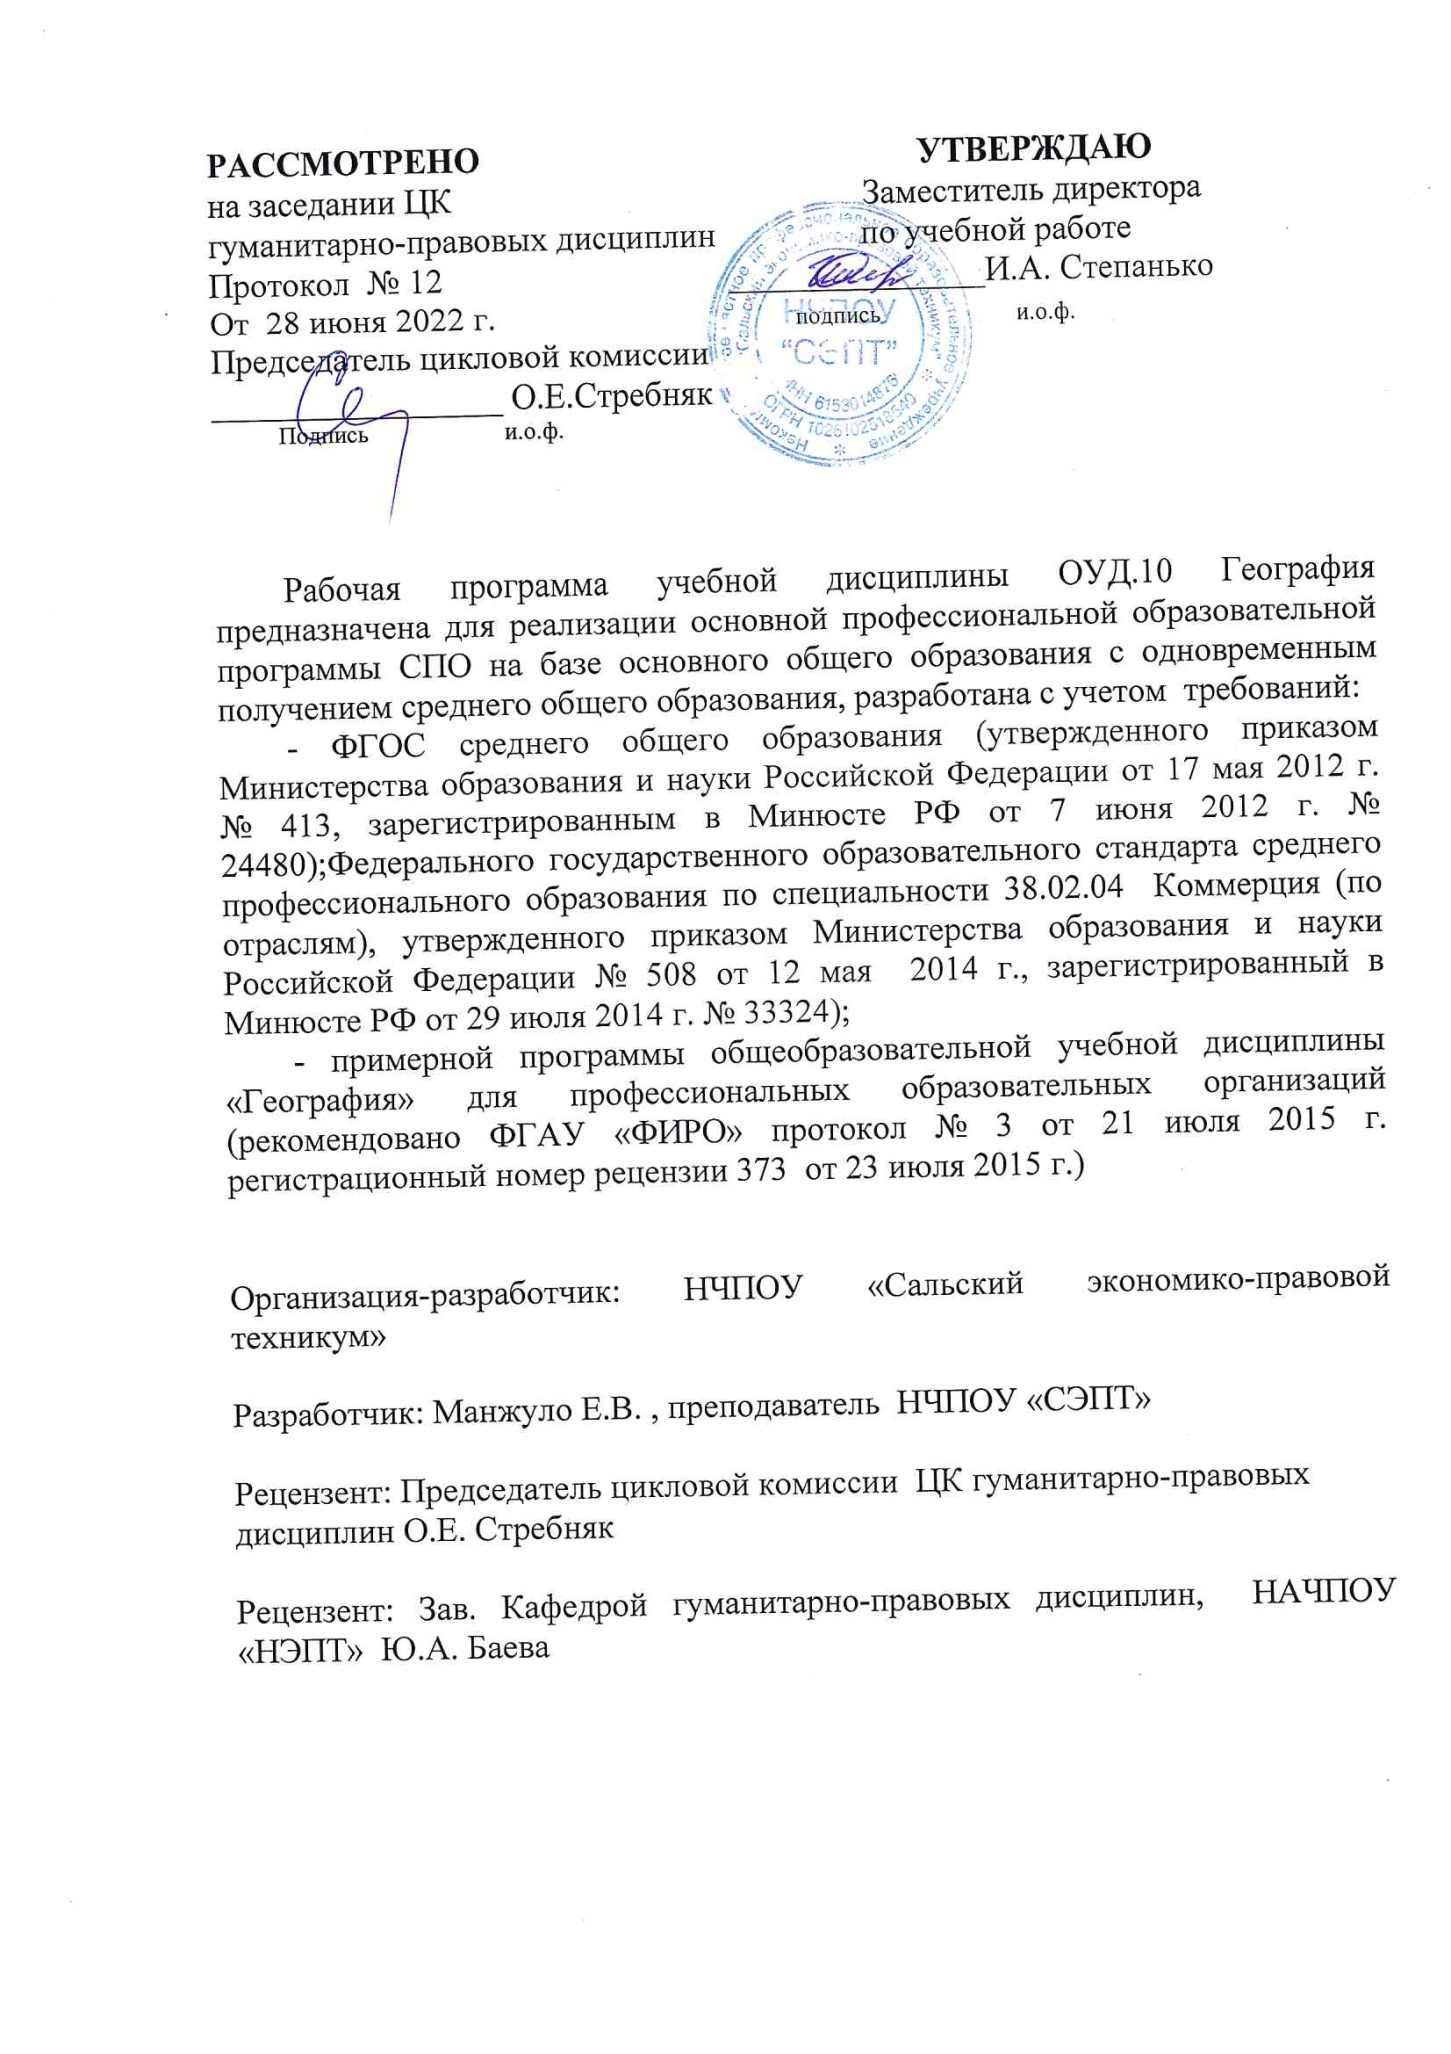 РАССМОТРЕНО
на заседании ЦК
гуманитарно-правовых дисциплин
Протокол № 12
От 28 июня 2022 г.
Председатель цикловой комиссии
О.Е.Стребняк
Подпись и.о.ф.
УТВЕРЖДАЮ
Заместитель директора
по учебной работе
И.А. Степанько
подпись и.о.ф.
НЧПОУ
"СЭПТ"
ИНН 6153014876
ОГРН 1026102518540
Рабочая программа учебной дисциплины ОУД.10 География
предназначена для реализации основной профессиональной образовательной
программы СПО на базе основного общего образования с одновременным
получением среднего общего образования, разработана с учетом требований:
- ФГОС среднего общего образования (утвержденного приказом
Министерства образования и науки Российской Федерации от 17 мая 2012 г.
№ 413, зарегистрированным в Минюсте РФ от 7 июня 2012 г. №
24480);Федерального государственного образовательного стандарта среднего
профессионального образования по специальности 38.02.04 Коммерция (по
отраслям), утвержденного приказом Министерства образования и науки
Российской Федерации № 508 от 12 мая 2014 г., зарегистрированный в
Минюсте РФ от 29 июля 2014 г. № 33324);
- примерной программы общеобразовательной учебной дисциплины
«География» для профессиональных образовательных организаций
(рекомендовано ФГАУ «ФИРО» протокол № 3 от 21 июля 2015 г.
регистрационный номер рецензии 373 от 23 июля 2015 г.)
Организация-разработчик: НЧПОУ «Сальский экономико-правовой
техникум»
Разработчик: Манжуло Е.В. , преподаватель НЧПОУ «СЭПТ»
Рецензент: Председатель цикловой комиссии ЦК гуманитарно-правовых
дисциплин О.Е. Стребняк
Рецензент: Зав. Кафедрой гуманитарно-правовых дисциплин, НАЧПОУ
«НЭПТ» Ю.А. Баева